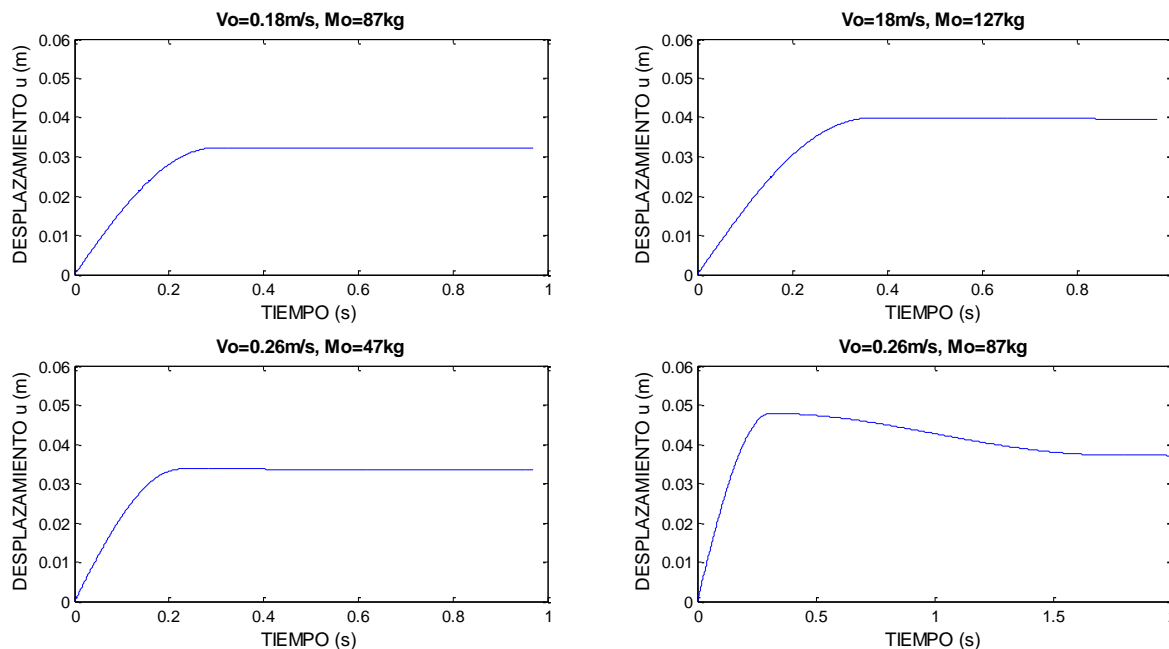 Vo=0.18m/s, Mo=87kg
DESPLAZAMIENTO u (m)
0.06
0.05
0.04
0.03
0.02
0.01
0
0 0.2 0.4 0.6 0.8 1
TIEMPO (s)
Vo=18m/s, Mo=127kg
DESPLAZAMIENTO u (m)
0.06
0.05
0.04
0.03
0.02
0.01
0
0 0.2 0.4 0.6 0.8
TIEMPO (s)
Vo=0.26m/s, Mo=47kg
DESPLAZAMIENTO u (m)
0.06
0.05
0.04
0.03
0.02
0.01
0
0 0.2 0.4 0.6 0.8 1
TIEMPO (s)
Vo=0.26m/s, Mo=87kg
DESPLAZAMIENTO u (m)
0.06
0.05
0.04
0.03
0.02
0.01
0
0 0.5 1 1.5
TIEMPO (s)